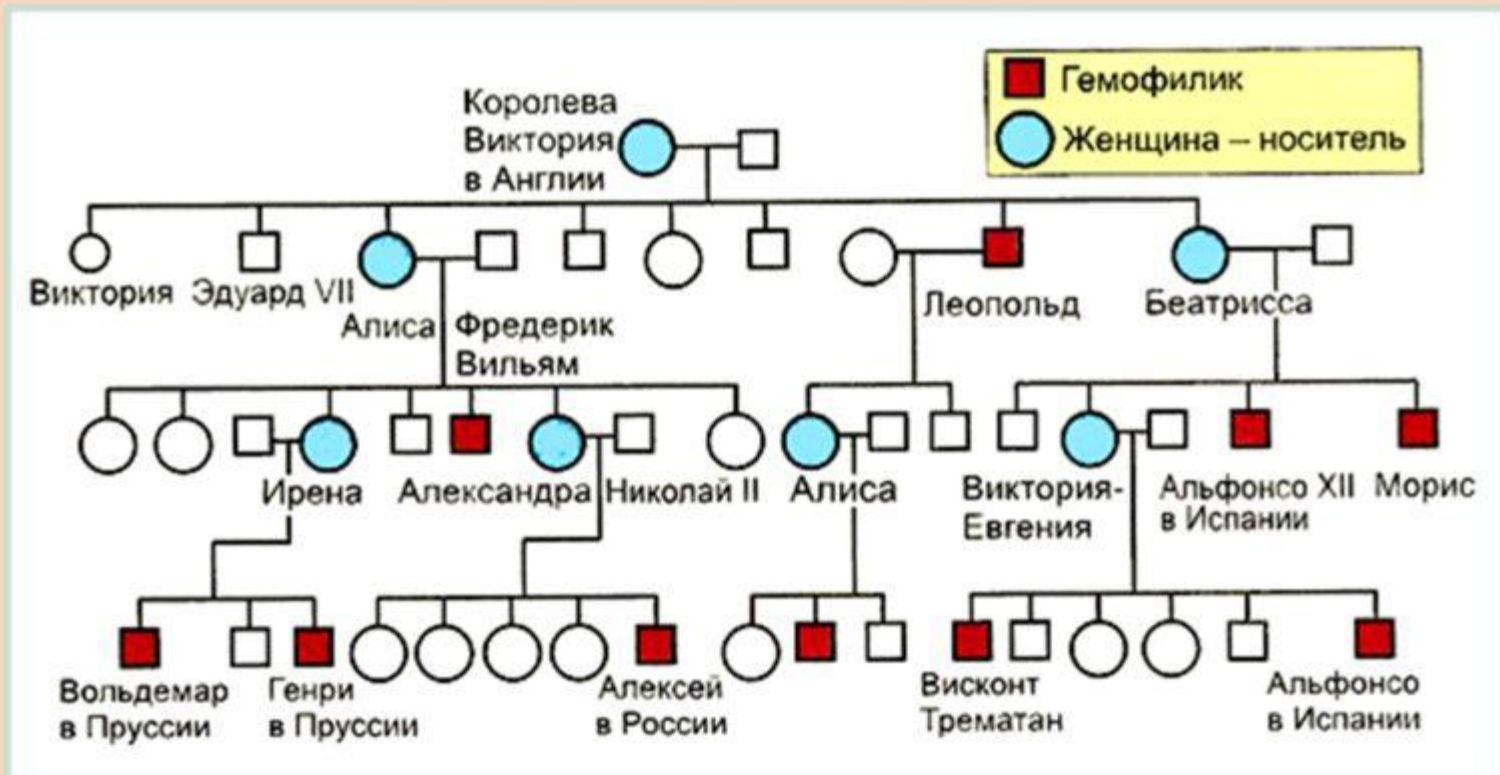 Королева
Виктория
в Англии
Гемофилик
Женщина – носитель
Виктория
Эдуард VII
Алиса
Фредерик
Вильям
Леопольд
Беатрисса
Ирена
Александра
Николай II
Алиса
Виктория-
Евгения
Альфонсо XII
в Испании
Морис
Вольдемар
в Пруссии
Генри
в Пруссии
Алексей
в России
Висконт
Трематан
Альфонсо
в Испании